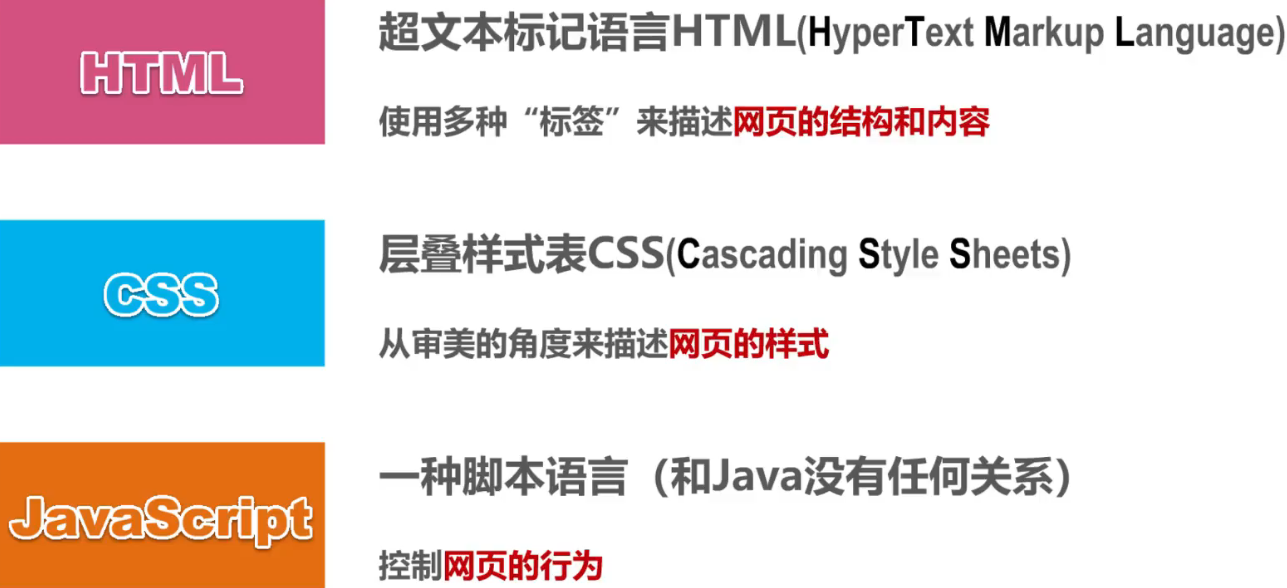 HTML
超文本标记语言HTML(HyperText Markup Language)
使用多种“标签”来描述网页的结构和内容
CSS
层叠样式表CSS(Cascading Style Sheets)
从审美的角度来描述网页的样式
JavaScript
一种脚本语言（和Java没有任何关系）
控制网页的行为